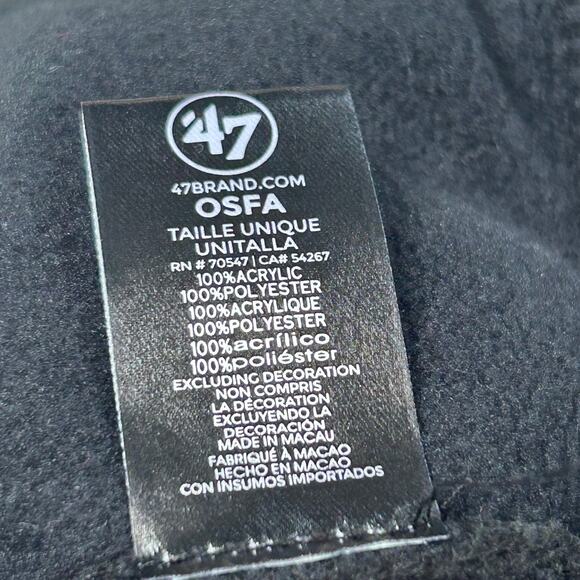 '47
47BRAND.COM
OSFA
TAILLE UNIQUE
UNITALLA
RN # 70547 | CA# 54267
100%ACRYLIC
100%POLYESTER
100%ACRYLIQUE
100%POLYESTER
100%acrílico
100%poliéster
EXCLUDING DECORATION
NON COMPRIS
LA DÉCORATION
EXCLUYENDO LA
DECORACIÓN
MADE IN MACAU
FABRIQUÉ À MACAO
HECHO EN MACAO
CON INSUMOS IMPORTADOS